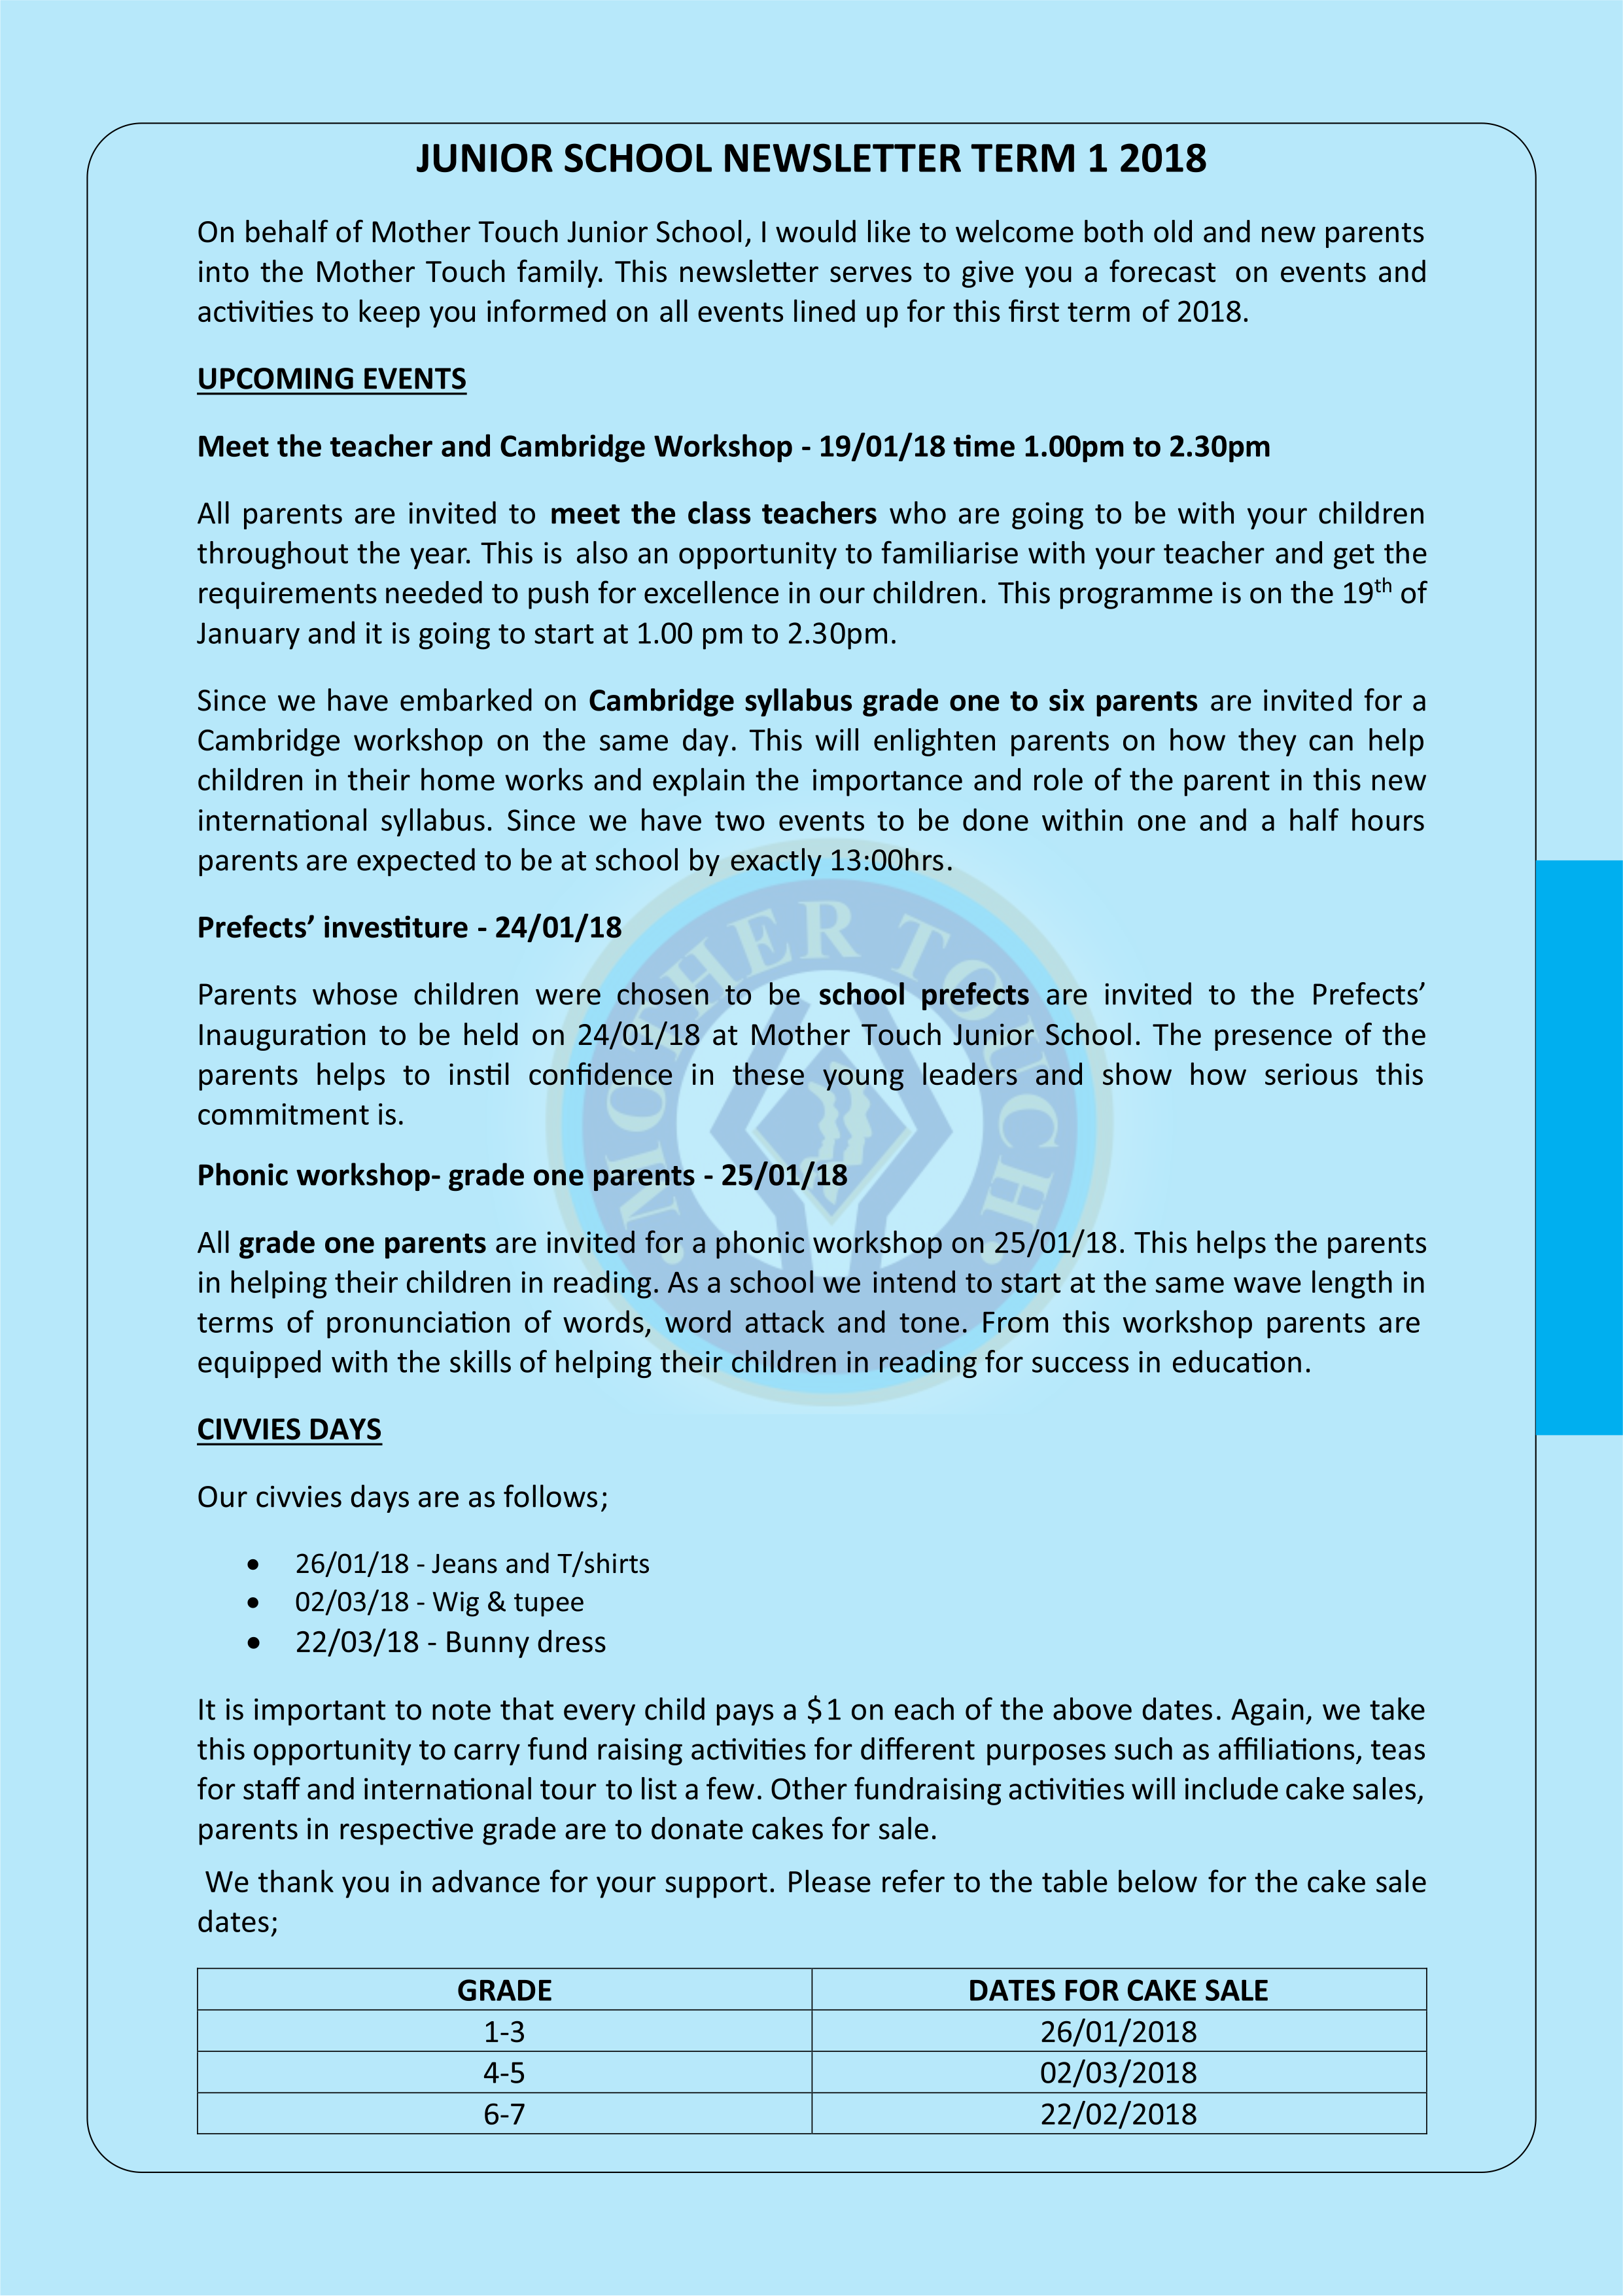 JUNIOR SCHOOL NEWSLETTER TERM 1 2018
On behalf of Mother Touch Junior School, I would like to welcome both old and new parents
into the Mother Touch family. This newsletter serves to give you a forecast on events and
activities to keep you informed on all events lined up for this first term of 2018.
UPCOMING EVENTS
Meet the teacher and Cambridge Workshop - 19/01/18 time 1.00pm to 2.30pm
All parents are invited to meet the class teachers who are going to be with your children
throughout the year. This is also an opportunity to familiarise with your teacher and get the
requirements needed to push for excellence in our children. This programme is on the 19th of
January and it is going to start at 1.00 pm to 2.30pm.
Since we have embarked on Cambridge syllabus grade one to six parents are invited for a
Cambridge workshop on the same day. This will enlighten parents on how they can help
children in their home works and explain the importance and role of the parent in this new
international syllabus. Since we have two events to be done within one and a half hours
parents are expected to be at school by exactly 13:00hrs.
Prefects’ investiture - 24/01/18
Parents whose children were chosen to be school prefects are invited to the Prefects’
Inauguration to be held on 24/01/18 at Mother Touch Junior School. The presence of the
parents helps to instil confidence in these young leaders and show how serious this
commitment is.
Phonic workshop- grade one parents - 25/01/18
All grade one parents are invited for a phonic workshop on 25/01/18. This helps the parents
in helping their children in reading. As a school we intend to start at the same wave length in
terms of pronunciation of words, word attack and tone. From this workshop parents are
equipped with the skills of helping their children in reading for success in education.
MOTHER TOUCH
CIVVIES DAYS
Our civvies days are as follows;
• 26/01/18 - Jeans and T/shirts
• 02/03/18 - Wig & tupee
• 22/03/18 - Bunny dress
It is important to note that every child pays a $1 on each of the above dates. Again, we take
this opportunity to carry fund raising activities for different purposes such as affiliations, teas
for staff and international tour to list a few. Other fundraising activities will include cake sales,
parents in respective grade are to donate cakes for sale.
We thank you in advance for your support. Please refer to the table below for the cake sale
dates;
GRADE DATES FOR CAKE SALE
1-3 26/01/2018
4-5 02/03/2018
6-7 22/02/2018